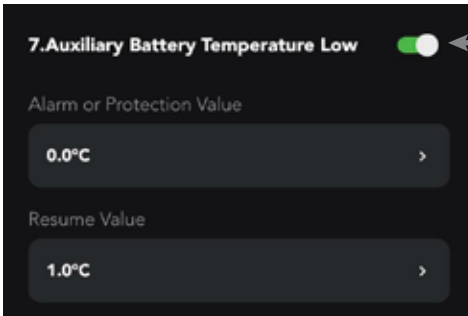 7.Auxiliary Battery Temperature Low
Alarm or Protection Value
0.0°C
Resume Value
1.0°C